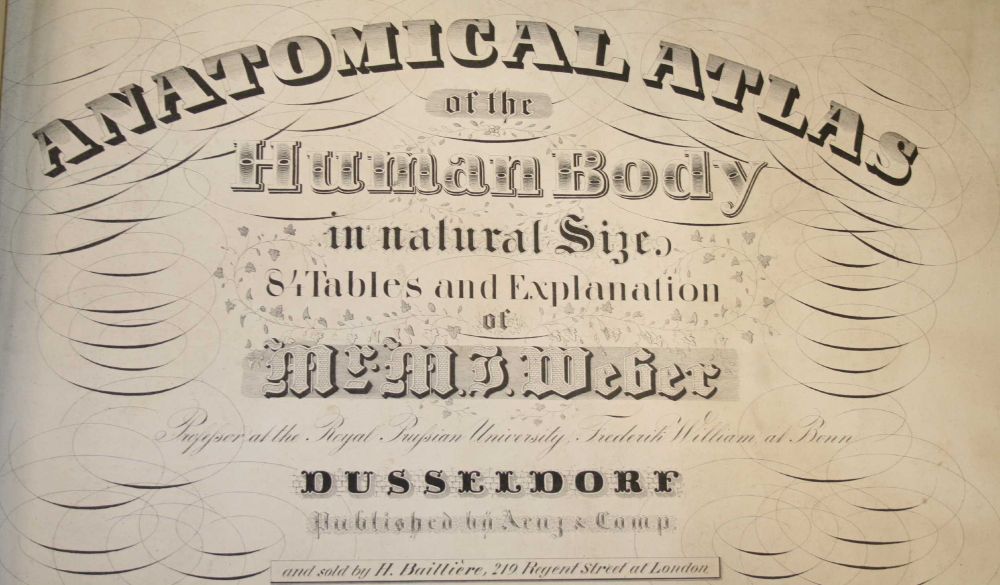 ANATOMICAL ATLAS
of the
Human Body
in natural Size.
84 Tables and Explanation
of
Mr. M. J. Weber
Professor at the Royal Prussian University, Frederik William at Bonn
DUSSELDORF
Published by Arnz & Comp.
and sold by H. Baillière, 219 Regent Street at London